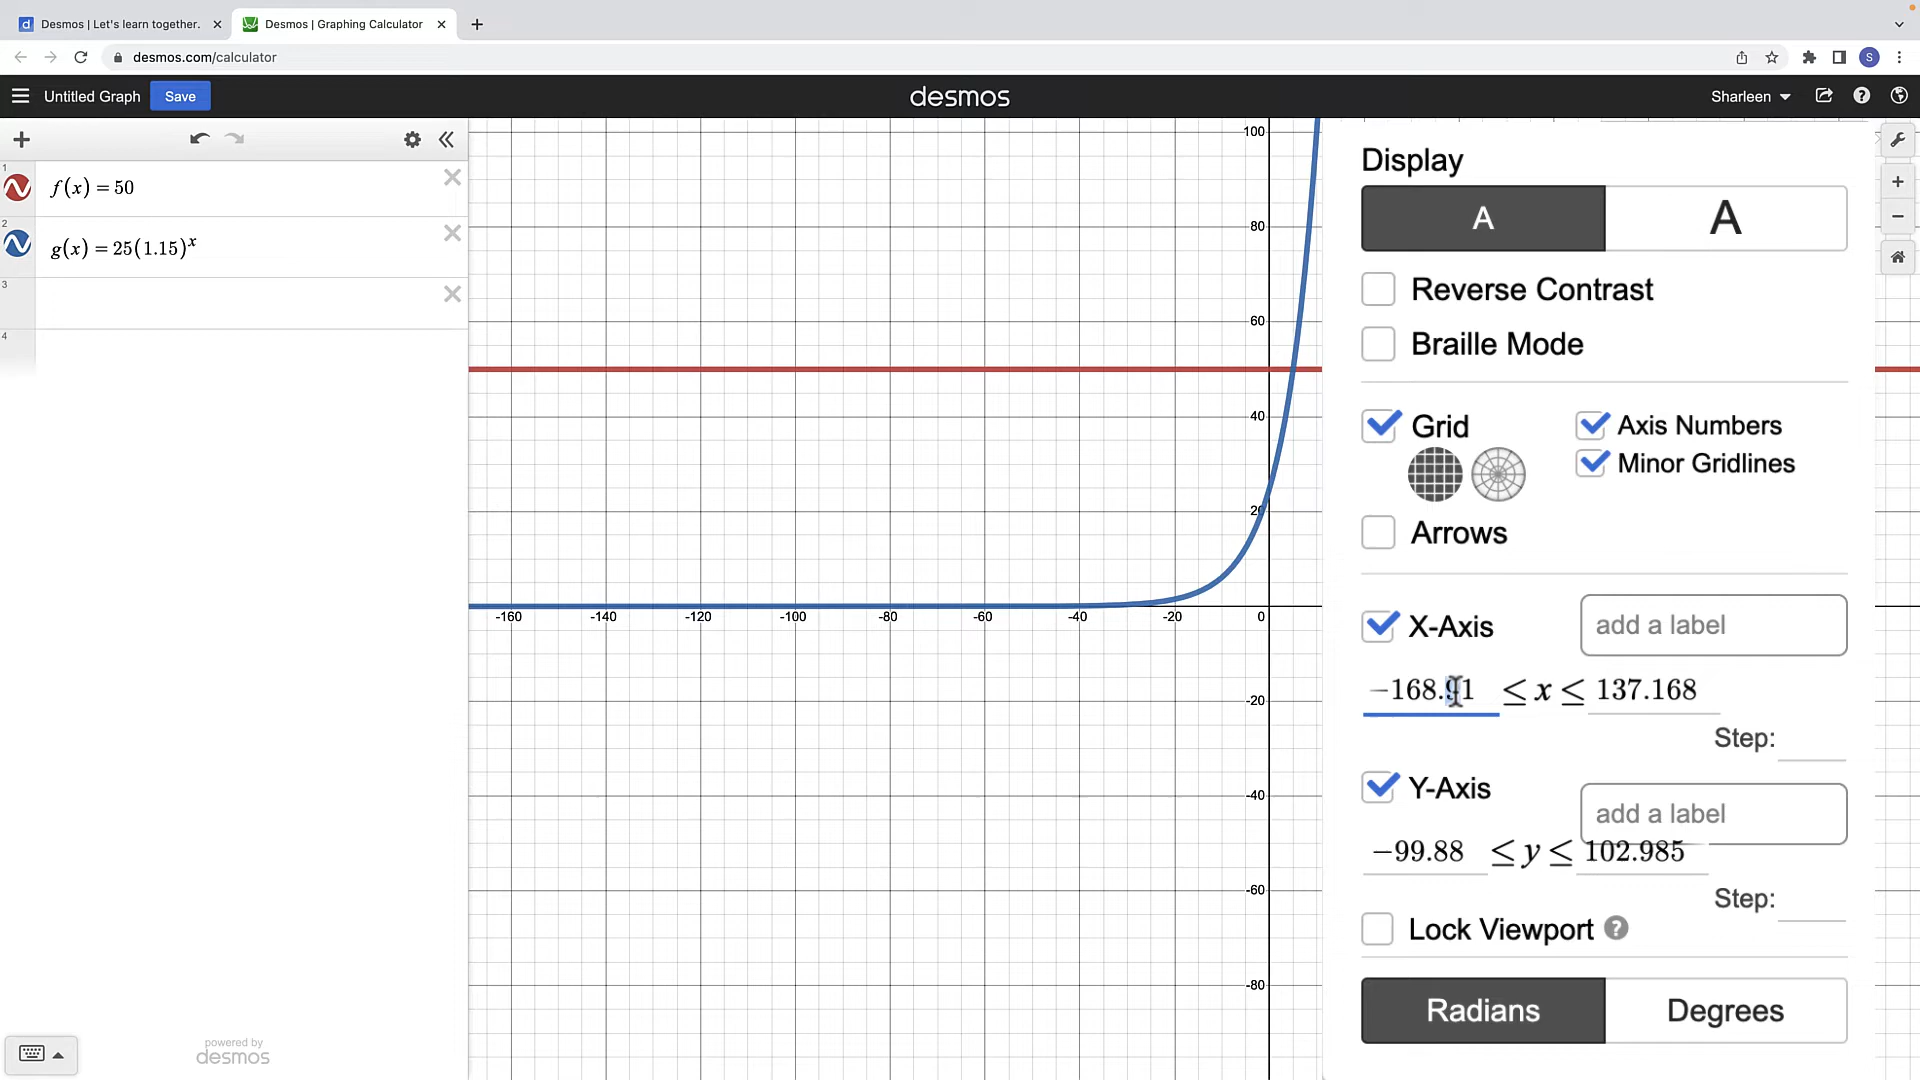 Desmos | Let's learn together.
Desmos | Graphing Calculator
desmos.com/calculator
S
Untitled Graph
Save
desmos
Sharleen
1
f(x) = 50
2
g(x) = 25(1.15)^x
3
4
powered by
desmos
100
80
60
40
20
-160 -140 -120 -100 -80 -60 -40 -20 0
-20
-40
-60
-80
Display
A A
Reverse Contrast
Braille Mode
Grid
Axis Numbers
Minor Gridlines
Arrows
X-Axis
add a label
−168.91 ≤ x ≤ 137.168
Step:
Y-Axis
add a label
−99.88 ≤ y ≤ 102.985
Step:
Lock Viewport ?
Radians Degrees